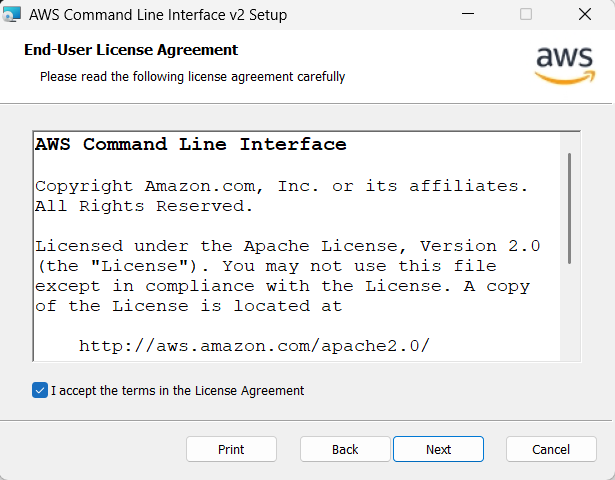 AWS Command Line Interface v2 Setup
End-User License Agreement
Please read the following license agreement carefully
aws
AWS Command Line Interface
Copyright Amazon.com, Inc. or its affiliates.
All Rights Reserved.
Licensed under the Apache License, Version 2.0
(the "License"). You may not use this file
except in compliance with the License. A copy
of the License is located at
http://aws.amazon.com/apache2.0/
I accept the terms in the License Agreement
Print
Back
Next
Cancel